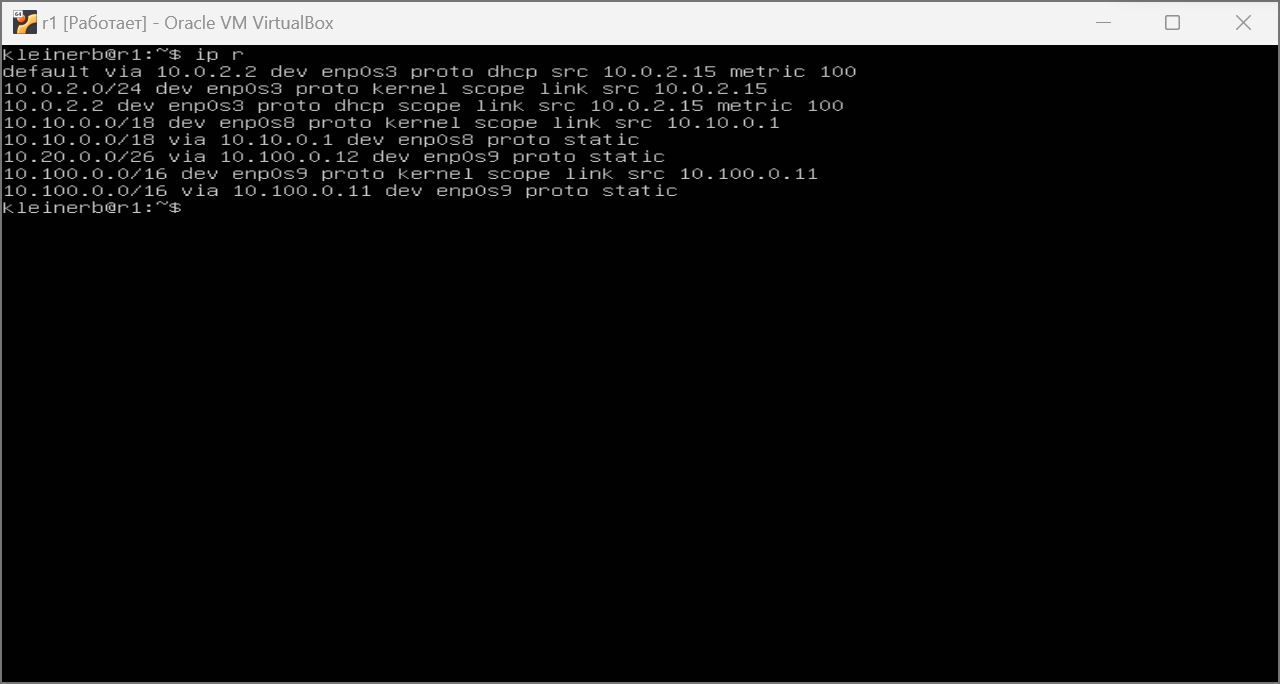 r1 [Работает] - Oracle VM VirtualBox
kleinerb@r1:~$ ip r
default via 10.0.2.2 dev enp0s3 proto dhcp src 10.0.2.15 metric 100
10.0.2.0/24 dev enp0s3 proto kernel scope link src 10.0.2.15
10.0.2.2 dev enp0s3 proto dhcp scope link src 10.0.2.15 metric 100
10.10.0.0/18 dev enp0s8 proto kernel scope link src 10.10.0.1
10.10.0.0/18 via 10.10.0.1 dev enp0s8 proto static
10.20.0.0/26 via 10.100.0.12 dev enp0s9 proto static
10.100.0.0/16 dev enp0s9 proto kernel scope link src 10.100.0.11
10.100.0.0/16 via 10.100.0.11 dev enp0s9 proto static
kleinerb@r1:~$